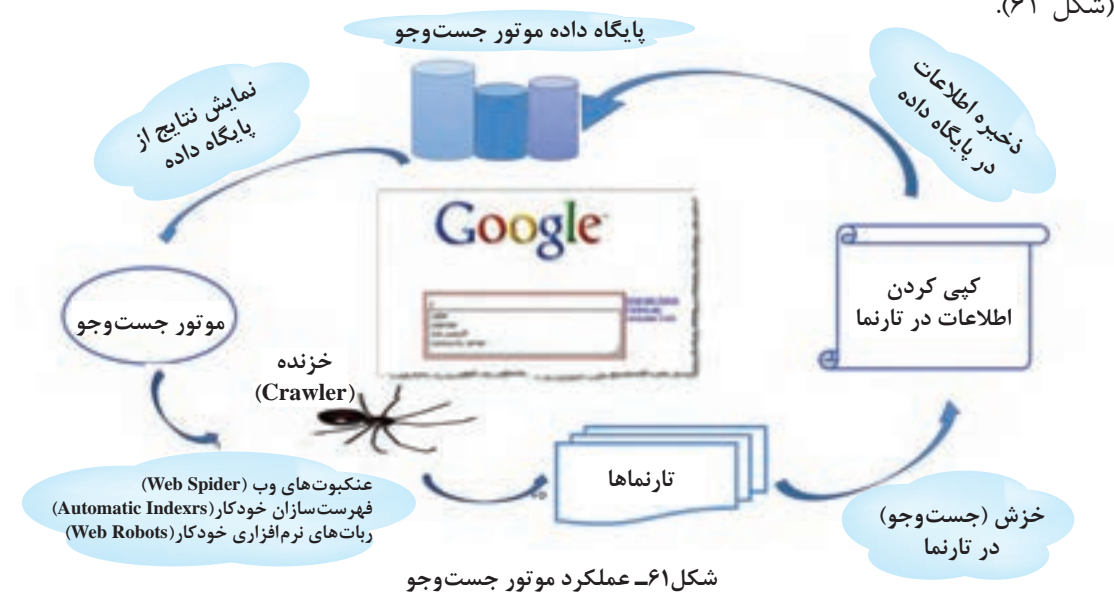 (شکل ۶۱).
پایگاه داده موتور جست‌وجو
ذخیره اطلاعات
در پایگاه داده
نمایش نتایج از
پایگاه داده
Google
کپی کردن
اطلاعات در تارنما
موتور جست‌وجو
خزنده
(Crawler)
تارنماها
عنکبوت‌های وب (Web Spider)
فهرست‌سازان خودکار(Automatic Indexrs)
ربات‌های نرم‌افزاری خودکار(Web Robots)
خزش (جست‌وجو)
در تارنما
شکل۶۱ــ عملکرد موتور جست‌وجو